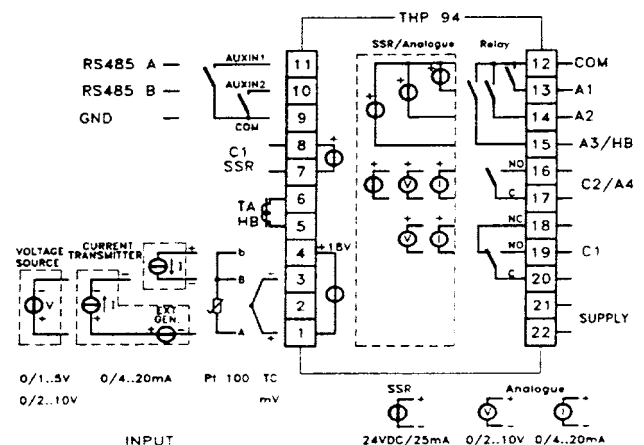 THP 94
SSR/Analogue Relay
RS485 A AUXIN1 11 12 COM
RS485 B AUXIN2 10 13 A1
GND COM 9 14 A2
C1 8 15 A3/HB
SSR 7 NO 16
6 C 17 C2/A4
TA
HB 5 NC 18
VOLTAGE SOURCE
CURRENT TRANSMITTER
I b 4 +18V NO 19 C1
B 3 C 20
V I 2 21
EXT GEN. A 1 22 SUPPLY
V I
V I
0/1..5V 0/4..20mA Pt 100 TC
0/2..10V mV
SSR Analogue
V I
INPUT 24VDC/25mA 0/2..10V 0/4..20mA